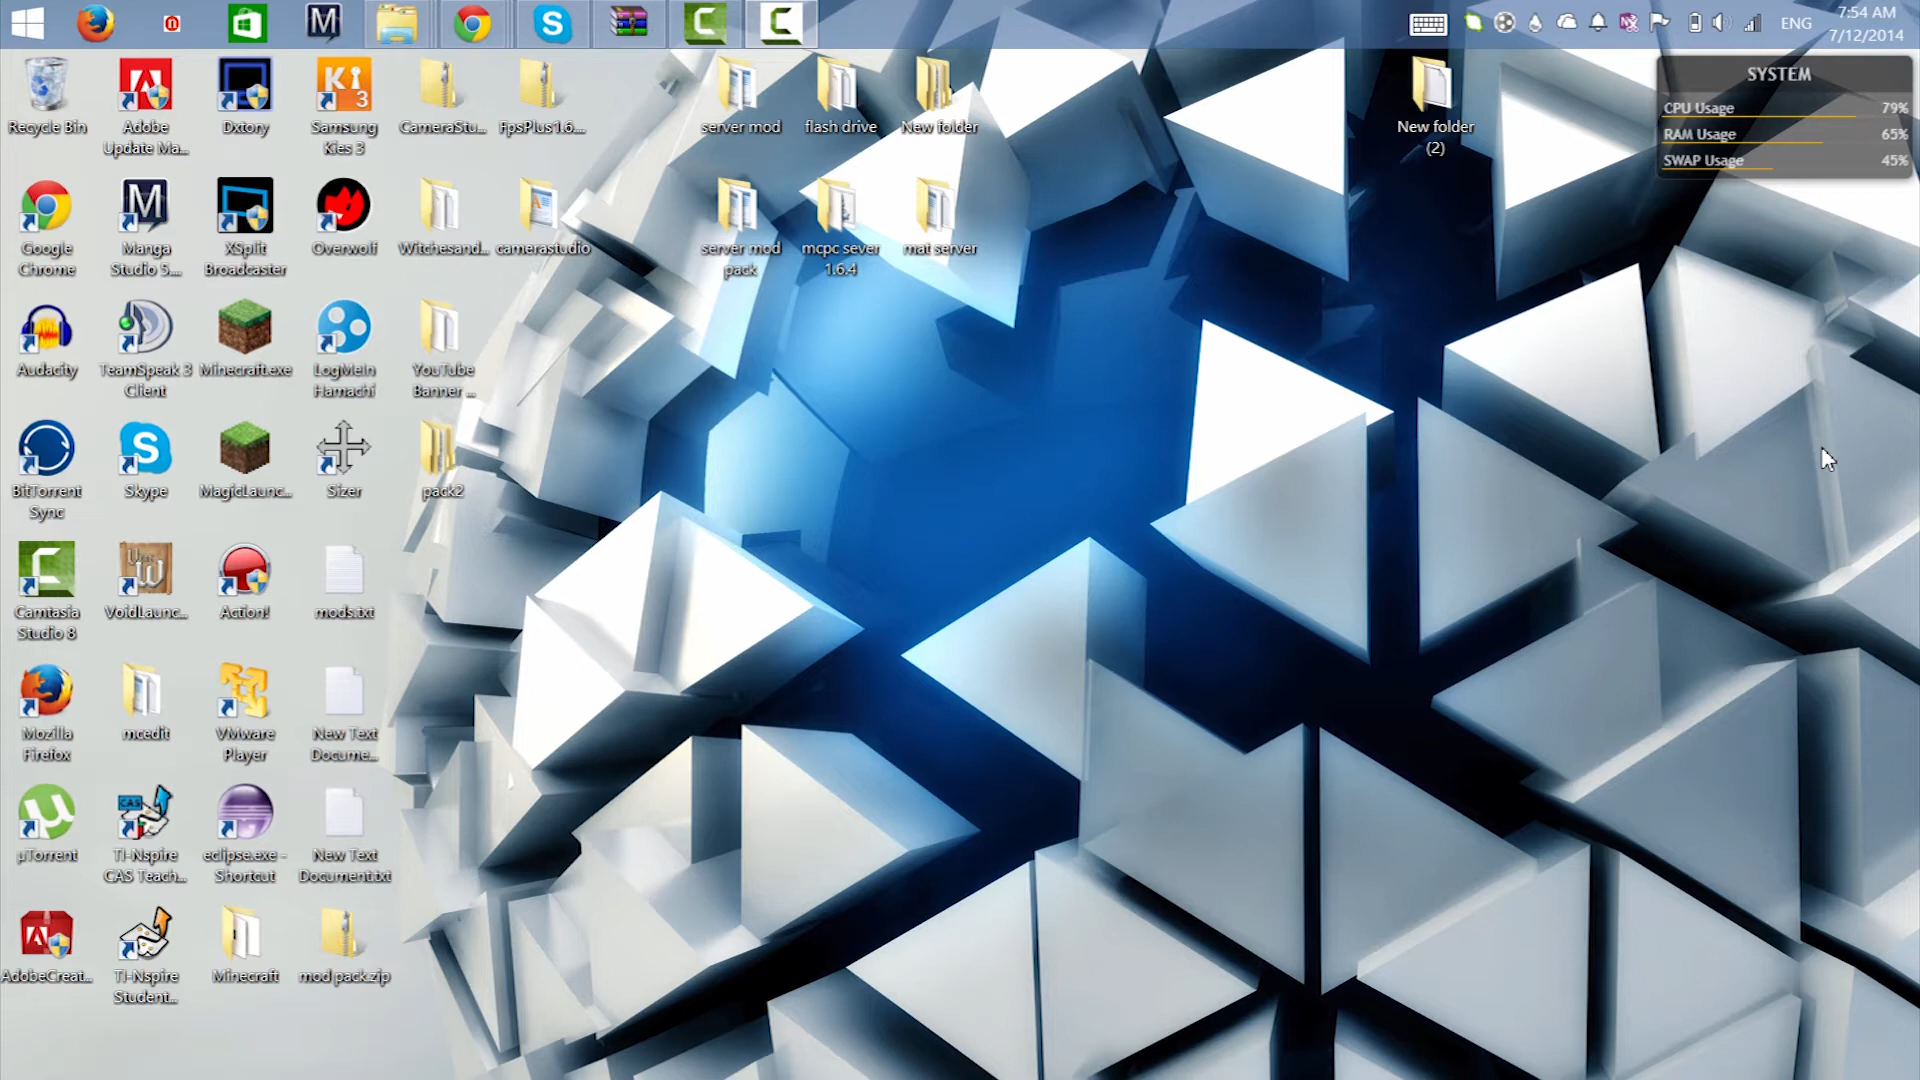 ENG
7:54 AM
7/12/2014
SYSTEM
CPU Usage 79%
RAM Usage 65%
SWAP Usage 45%
Recycle Bin
Adobe
Update Ma...
Dxtory
Samsung
Kies 3
CameraStu...
FpsPlus1.6....
server mod
flash drive
New folder
New folder
(2)
Google
Chrome
Manga
Studio 5....
XSplit
Broadcaster
Overwolf
Witchesand...
camerastudio
server mod
pack
mcpc sever
1.6.4
mat server
Audacity
TeamSpeak 3
Client
Minecraft.exe
LogMeIn
Hamachi
YouTube
Banner ...
BitTorrent
Sync
Skype
MagicLaunc...
Sizer
pack2
Camtasia
Studio 8
VoidLaunc...
Action!
mods.txt
Mozilla
Firefox
mcedit
VMware
Player
New Text
Docume...
µTorrent
TI-Nspire
CAS Teach...
eclipse.exe -
Shortcut
New Text
Document.txt
AdobeCreat...
TI-Nspire
Student...
Minecraft
mod pack.zip